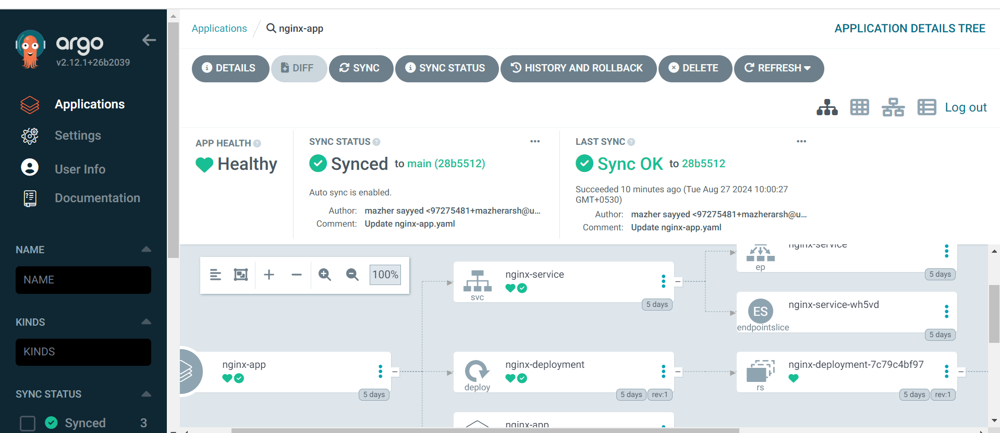 argo
v2.12.1+26b2039
Applications
Settings
User Info
Documentation
NAME
NAME
KINDS
KINDS
SYNC STATUS
Synced 3
Applications / nginx-app
APPLICATION DETAILS TREE
DETAILS DIFF SYNC SYNC STATUS HISTORY AND ROLLBACK DELETE REFRESH
Log out
APP HEALTH
Healthy
SYNC STATUS
Synced to main (28b5512)
Auto sync is enabled.
Author: mazher sayyed <97275481+mazherarsh@u...
Comment: Update nginx-app.yaml
LAST SYNC
Sync OK to 28b5512
Succeeded 10 minutes ago (Tue Aug 27 2024 10:00:27
GMT+0530)
Author: mazher sayyed <97275481+mazherarsh@u...
Comment: Update nginx-app.yaml
100%
nginx-app
5 days
nginx-service
svc
5 days
nginx-deployment
deploy
5 days rev:1
nginx-app
nginx-service
ep
5 days
nginx-service-wh5vd
ES
endpointslice
5 days
nginx-deployment-7c79c4bf97
rs
5 days rev:1